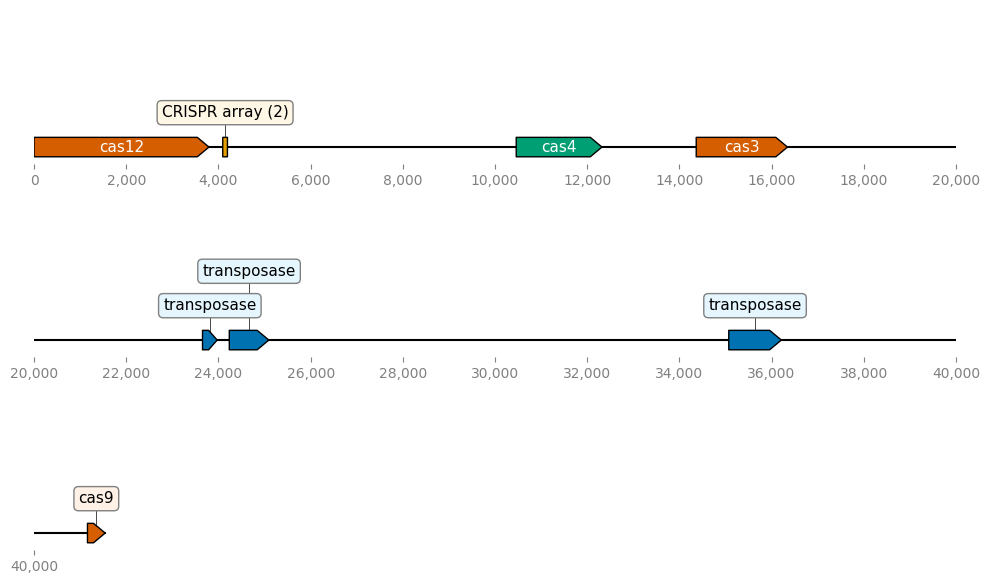 CRISPR array (2)
cas12 cas4 cas3
0 2,000 4,000 6,000 8,000 10,000 12,000 14,000 16,000 18,000 20,000
transposase
transposase transposase
20,000 22,000 24,000 26,000 28,000 30,000 32,000 34,000 36,000 38,000 40,000
cas9
40,000